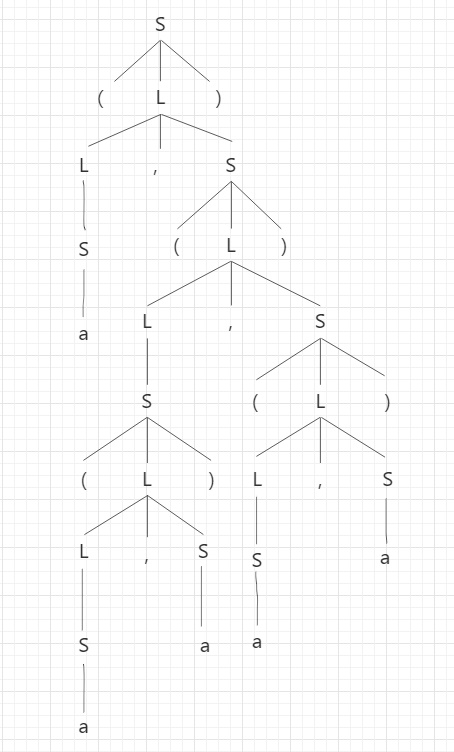 S
( L )
L , S
S ( L )
a L , S
S ( L )
( L ) L , S
L , S S a
S a a
a